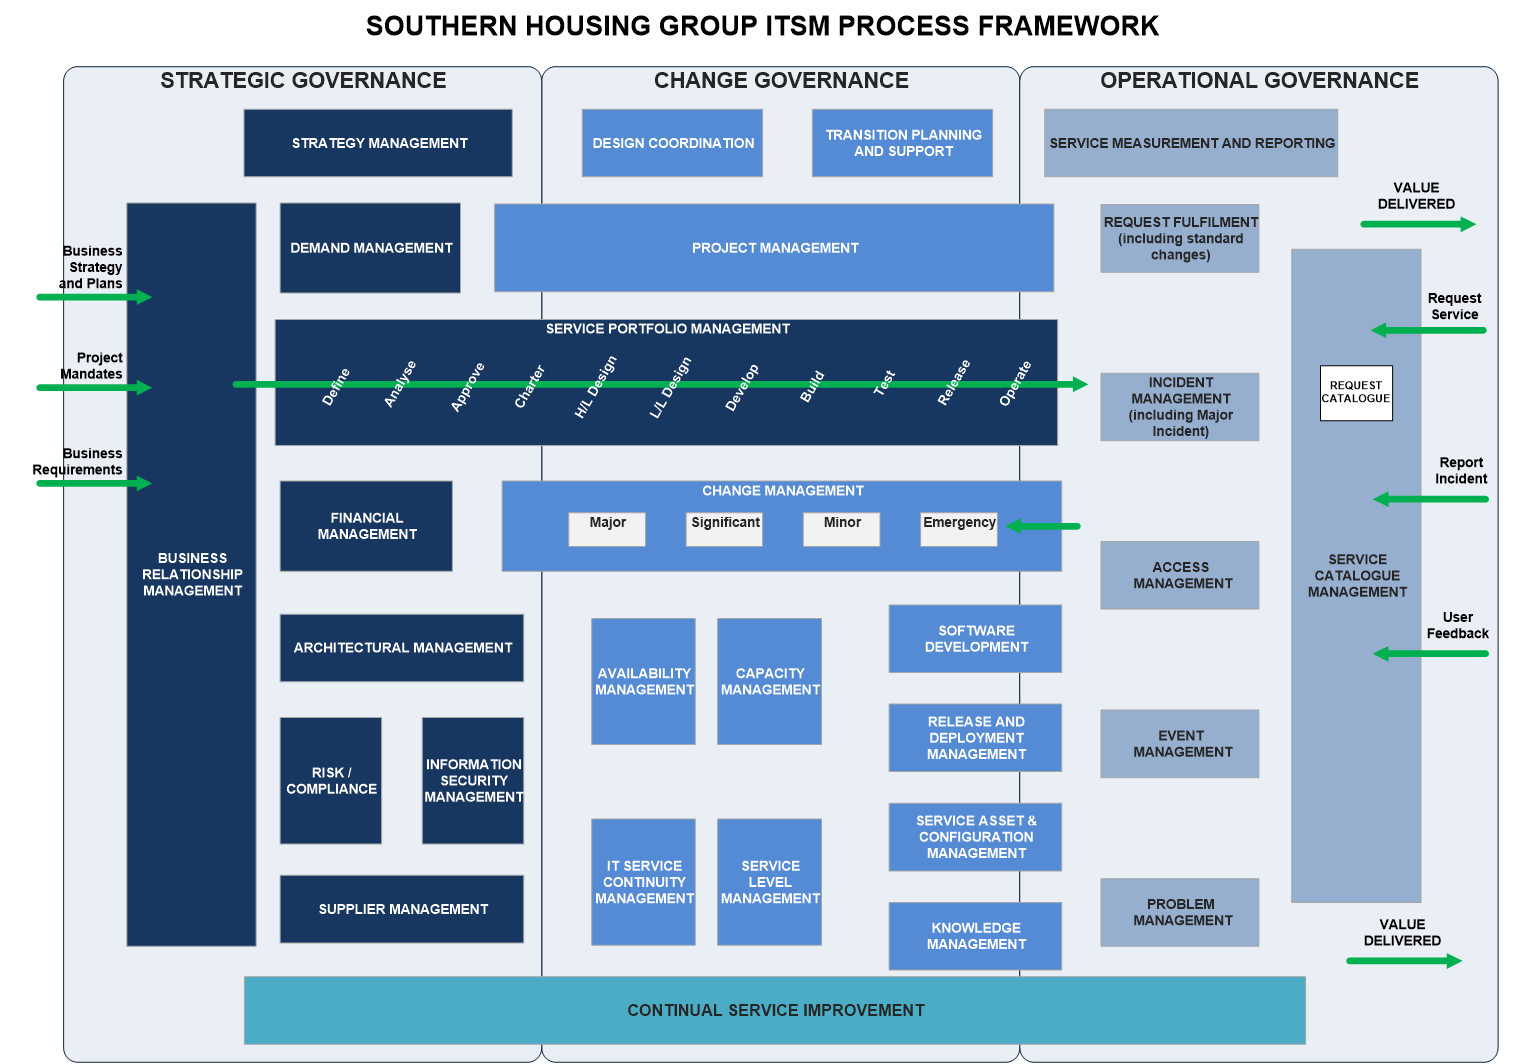 SOUTHERN HOUSING GROUP ITSM PROCESS FRAMEWORK
STRATEGIC GOVERNANCE
CHANGE GOVERNANCE
OPERATIONAL GOVERNANCE
STRATEGY MANAGEMENT
DESIGN COORDINATION
TRANSITION PLANNING
AND SUPPORT
SERVICE MEASUREMENT AND REPORTING
VALUE
DELIVERED
Business
Strategy
and Plans
DEMAND MANAGEMENT
PROJECT MANAGEMENT
REQUEST FULFILMENT
(including standard
changes)
Request
Service
Project
Mandates
SERVICE PORTFOLIO MANAGEMENT
Define
Analyse
Approve
Charter
H/L Design
L/L Design
Develop
Build
Test
Release
Operate
INCIDENT
MANAGEMENT
(including Major
Incident)
REQUEST
CATALOGUE
Business
Requirements
Report
Incident
FINANCIAL
MANAGEMENT
CHANGE MANAGEMENT
Major
Significant
Minor
Emergency
BUSINESS
RELATIONSHIP
MANAGEMENT
ACCESS
MANAGEMENT
SERVICE
CATALOGUE
MANAGEMENT
User
Feedback
ARCHITECTURAL MANAGEMENT
AVAILABILITY
MANAGEMENT
CAPACITY
MANAGEMENT
SOFTWARE
DEVELOPMENT
RELEASE AND
DEPLOYMENT
MANAGEMENT
EVENT
MANAGEMENT
RISK /
COMPLIANCE
INFORMATION
SECURITY
MANAGEMENT
SERVICE ASSET &
CONFIGURATION
MANAGEMENT
IT SERVICE
CONTINUITY
MANAGEMENT
SERVICE
LEVEL
MANAGEMENT
SUPPLIER MANAGEMENT
KNOWLEDGE
MANAGEMENT
PROBLEM
MANAGEMENT
VALUE
DELIVERED
CONTINUAL SERVICE IMPROVEMENT